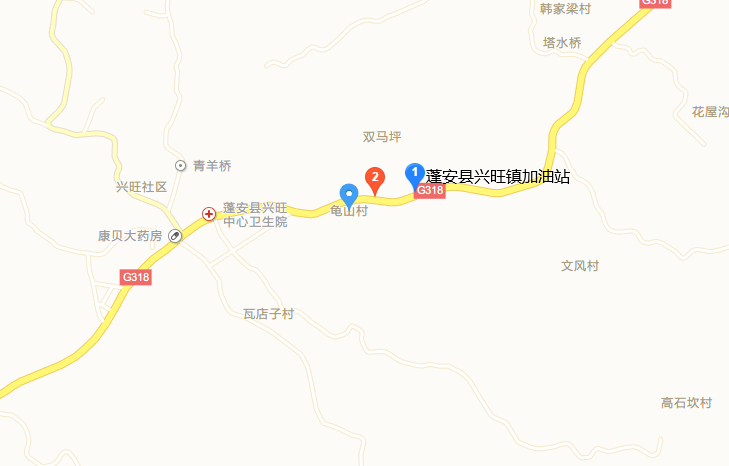 G318
韩家梁村
塔水桥
花屋沟
双马坪
青羊桥
2
1
蓬安县兴旺镇加油站
兴旺社区
G318
蓬安县兴旺
中心卫生院
龟山村
康贝大药房
文风村
G318
瓦店子村
高石坎村